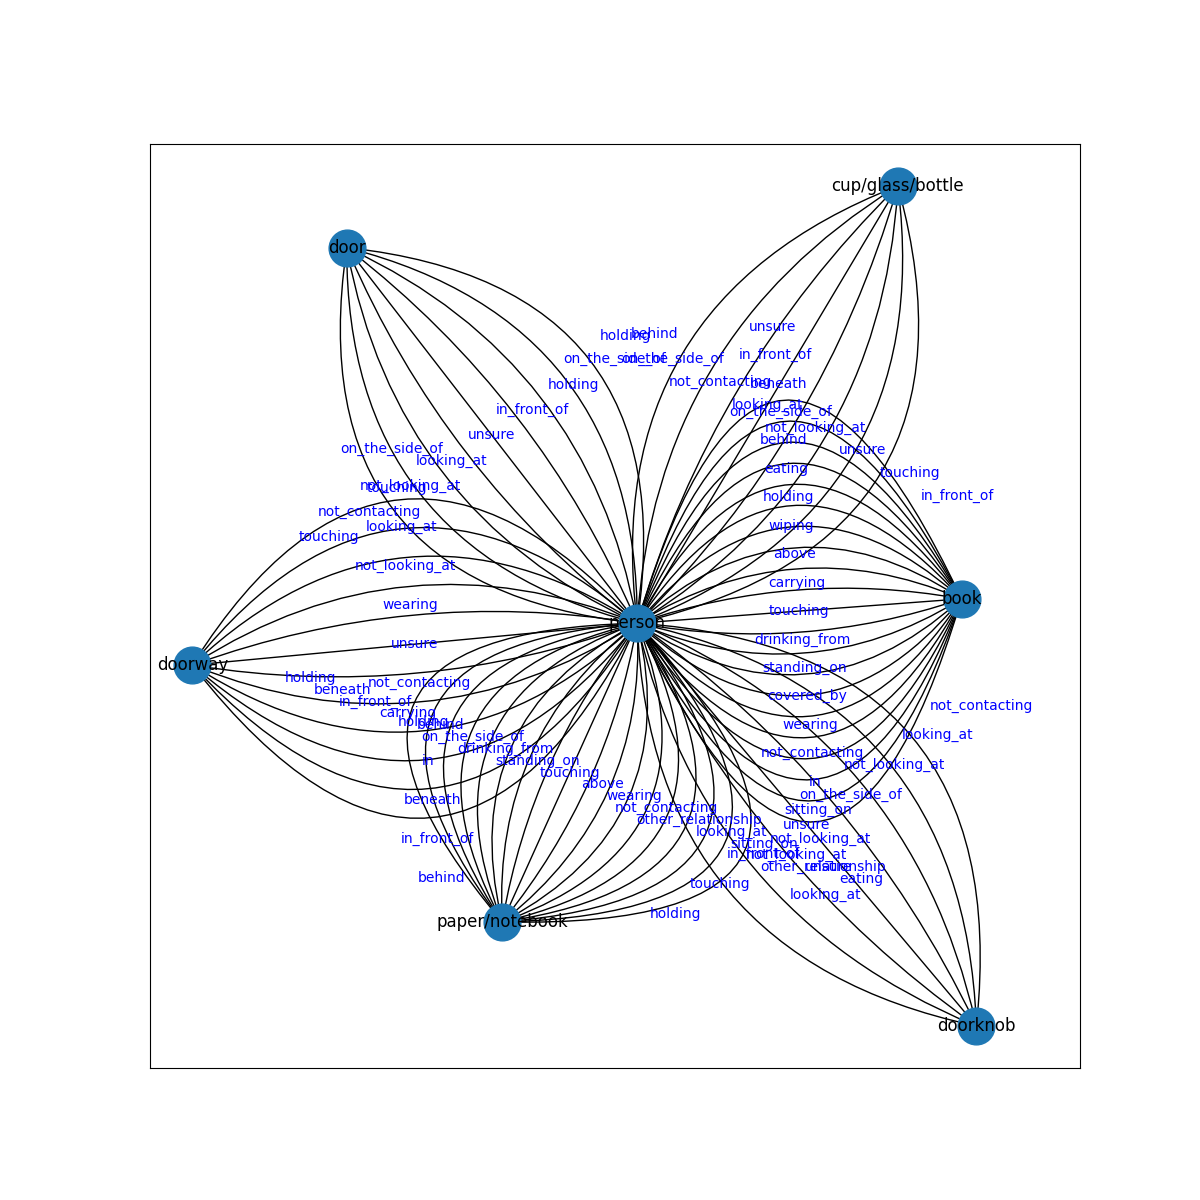 cup/glass/bottle
door
unsure
holding
behind
on_the_side_of
on_the_side_of
in_front_of
not_contacting
beneath
holding
looking_at
on_the_side_of
in_front_of
not_looking_at
unsure
behind
on_the_side_of
unsure
looking_at
eating
touching
not_looking_at
touching
holding
in_front_of
not_contacting
looking_at
wiping
touching
above
not_looking_at
carrying
book
wearing
touching
person
unsure
drinking_from
doorway
standing_on
holding
not_contacting
beneath
covered_by
in_front_of
not_contacting
carrying
holding
behind
wearing
on_the_side_of
looking_at
drinking_from
not_contacting
in
standing_on
not_looking_at
touching
above
in
beneath
wearing
on_the_side_of
not_contacting
sitting_on
other_relationship
unsure
looking_at
in_front_of
not_looking_at
sitting_on
in_front_of
not_looking_at
other_relationship
unsure
behind
eating
touching
looking_at
holding
paper/notebook
doorknob